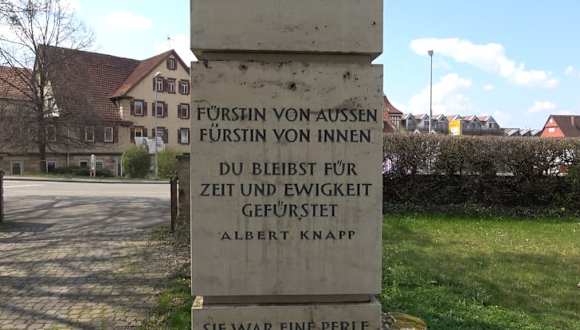 FÜRSTIN VON AUSSEN
FÜRSTIN VON INNEN
DU BLEIBST FÜR
ZEIT UND EWIGKEIT
GEFÜRSTET
ALBERT KNAPP
SIE WAR EINE PERLE